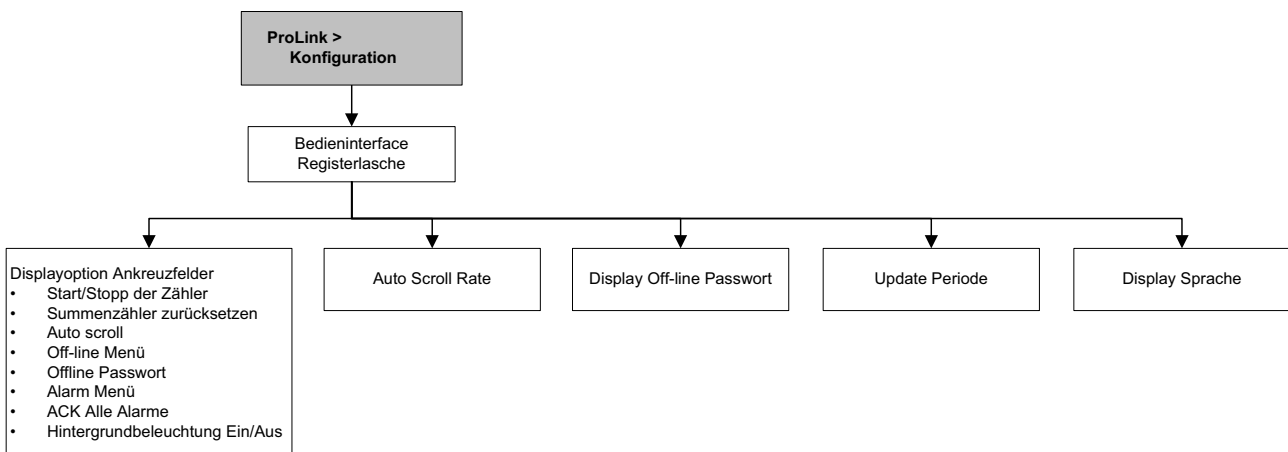 ProLink >
Konfiguration
Bedieninterface
Registerlasche
Displayoption Ankreuzfelder
• Start/Stopp der Zähler
• Summenzähler zurücksetzen
• Auto scroll
• Off-line Menü
• Offline Passwort
• Alarm Menü
• ACK Alle Alarme
• Hintergrundbeleuchtung Ein/Aus
Auto Scroll Rate
Display Off-line Passwort
Update Periode
Display Sprache